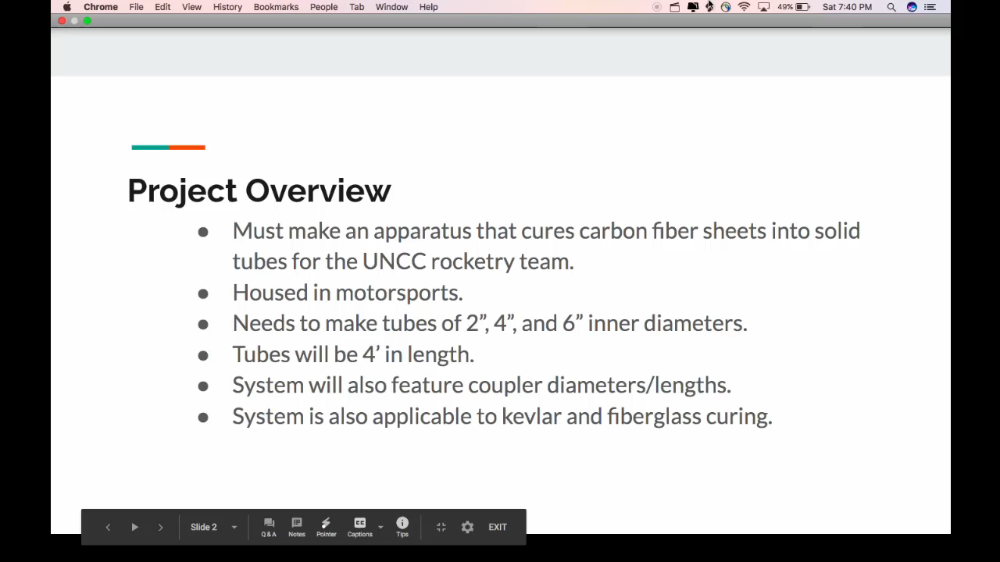 Chrome File Edit View History Bookmarks People Tab Window Help 49% Sat 7:40 PM
Project Overview
● Must make an apparatus that cures carbon fiber sheets into solid
tubes for the UNCC rocketry team.
● Housed in motorsports.
● Needs to make tubes of 2”, 4”, and 6” inner diameters.
● Tubes will be 4’ in length.
● System will also feature coupler diameters/lengths.
● System is also applicable to kevlar and fiberglass curing.
Slide 2 Q & A Notes Pointer CC Captions Tips EXIT